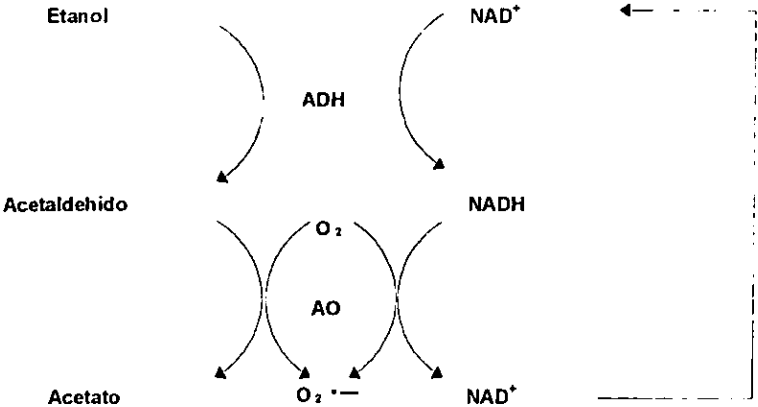 Etanol NAD⁺
ADH
Acetaldehido NADH
O₂
AO
Acetato O₂•— NAD⁺